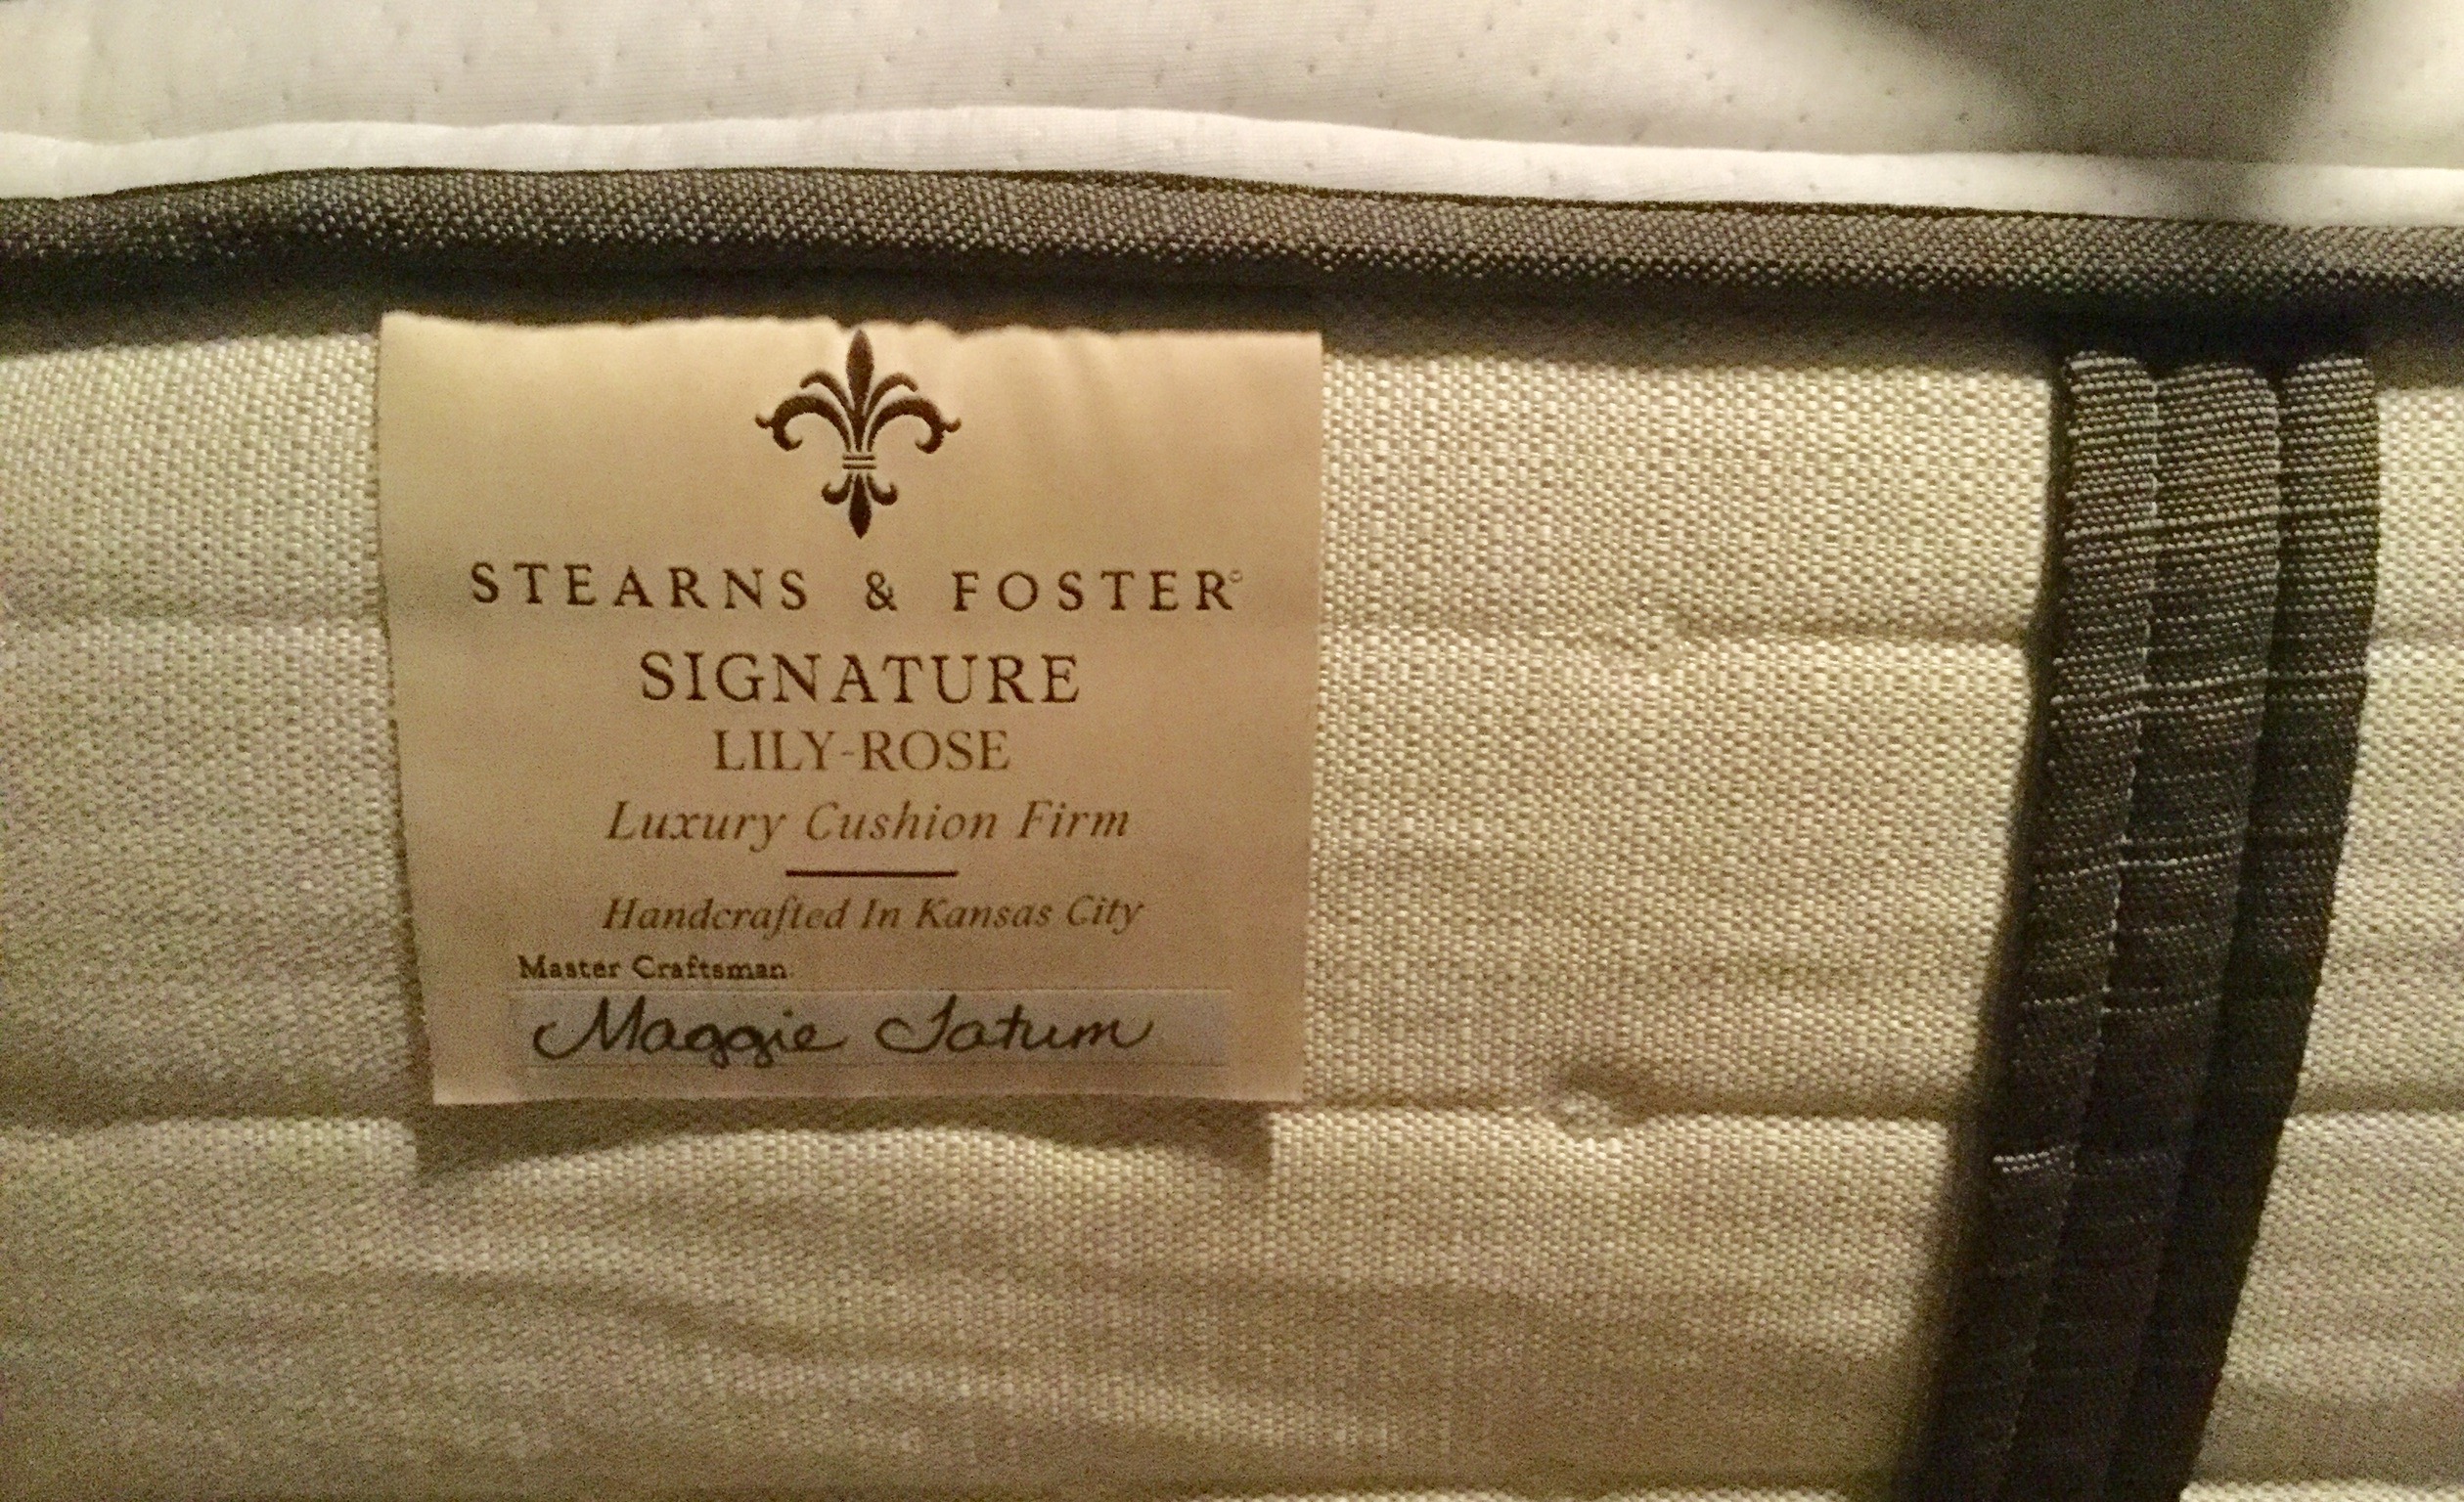 STEARNS & FOSTER®
SIGNATURE
LILY-ROSE
Luxury Cushion Firm
Handcrafted In Kansas City
Master Craftsman
Maggie Tatum